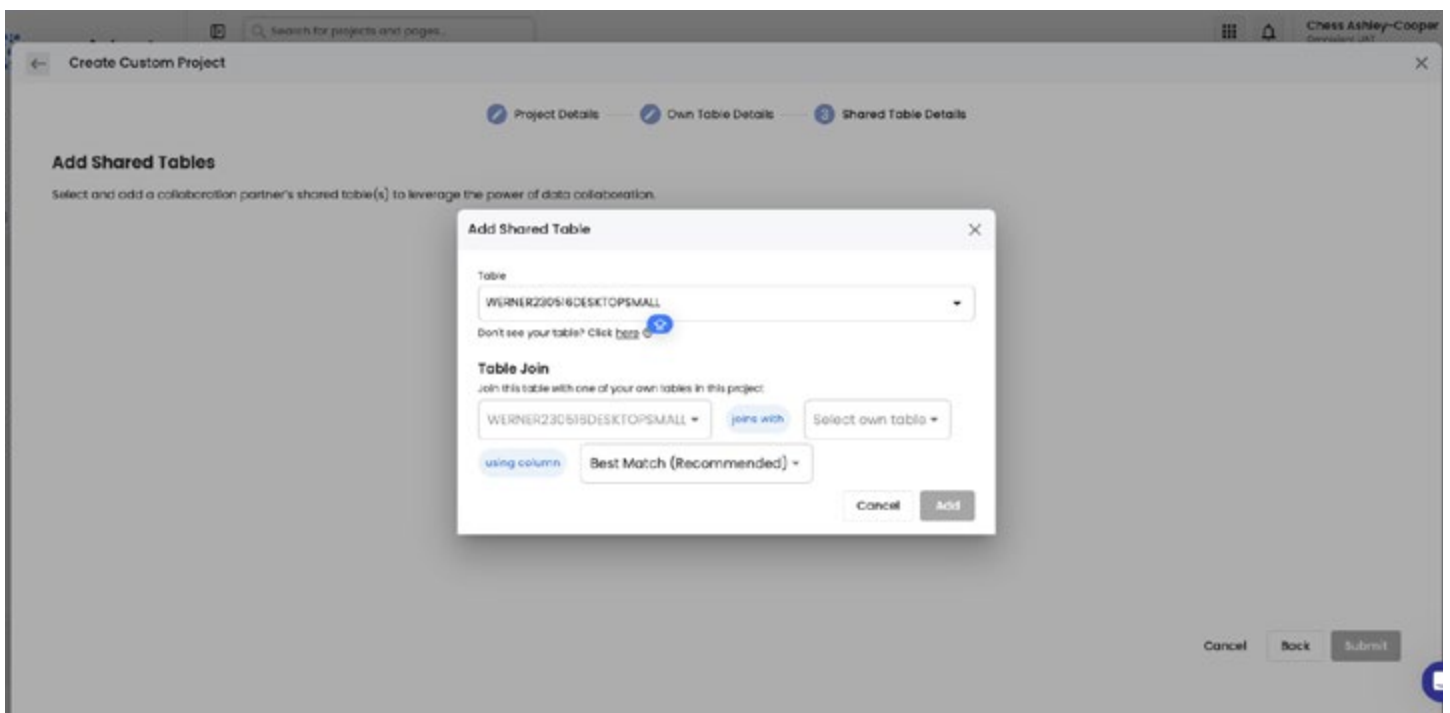 Search for projects and pages...
Chess Ashley-Cooper
Create Custom Project
Project Details
Own Table Details
3 Shared Table Details
Add Shared Tables
Select and add a collaboration partner's shared table(s) to leverage the power of data collaboration.
Add Shared Table
Table
WERNER230516DESKTOPSMALL
Don't see your table? Click here
Table Join
Join this table with one of your own tables in this project
WERNER230516DESKTOPSMALL joins with Select own table
using column Best Match (Recommended)
Cancel Add
Cancel Back Submit